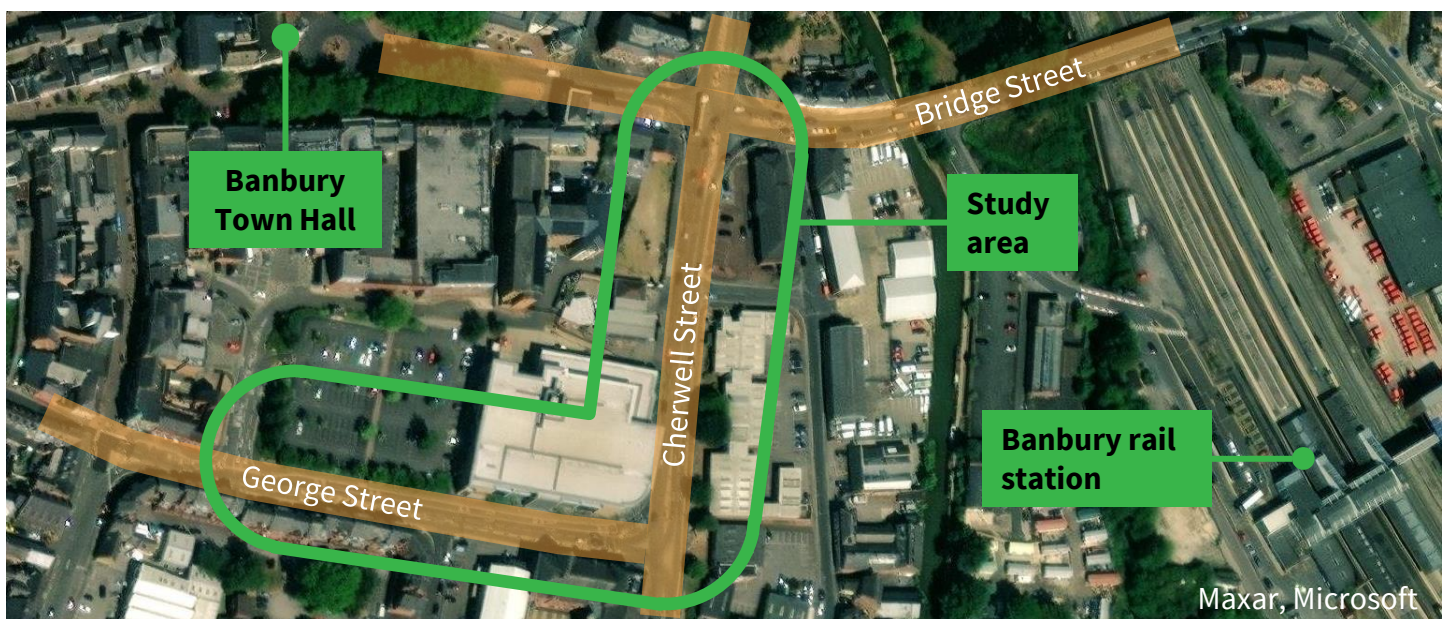 Banbury
Town Hall
Bridge Street
Study
area
Cherwell Street
Banbury rail
station
George Street
Maxar, Microsoft